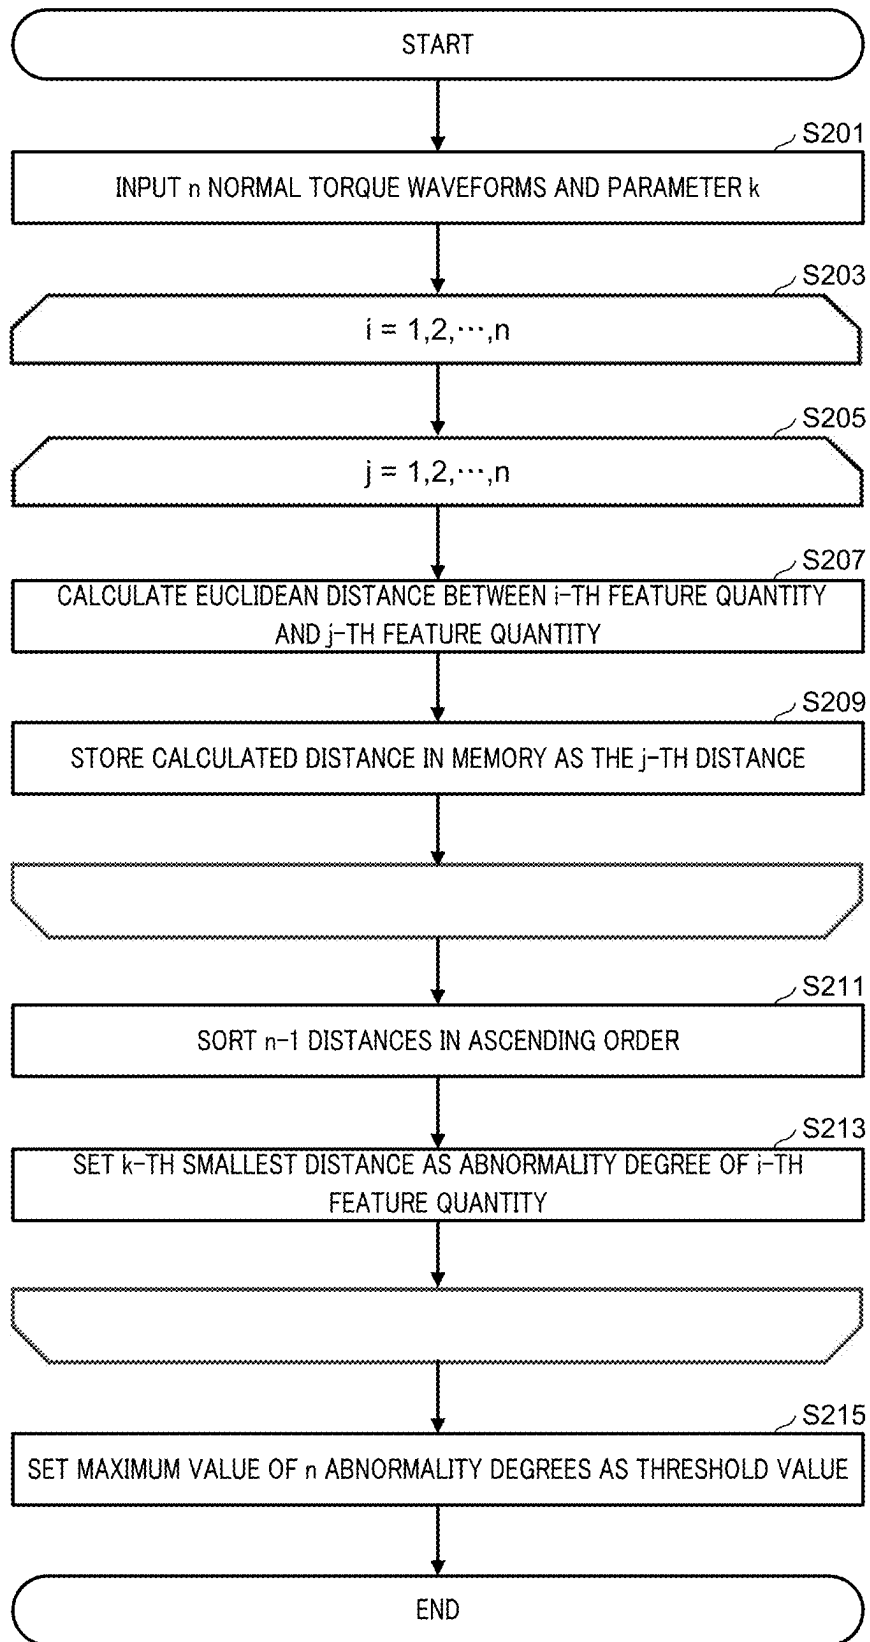 START
S201
INPUT n NORMAL TORQUE WAVEFORMS AND PARAMETER k
S203
i = 1,2,⋯,n
S205
j = 1,2,⋯,n
S207
CALCULATE EUCLIDEAN DISTANCE BETWEEN i-TH FEATURE QUANTITY
AND j-TH FEATURE QUANTITY
S209
STORE CALCULATED DISTANCE IN MEMORY AS THE j-TH DISTANCE
S211
SORT n-1 DISTANCES IN ASCENDING ORDER
S213
SET k-TH SMALLEST DISTANCE AS ABNORMALITY DEGREE OF i-TH
FEATURE QUANTITY
S215
SET MAXIMUM VALUE OF n ABNORMALITY DEGREES AS THRESHOLD VALUE
END